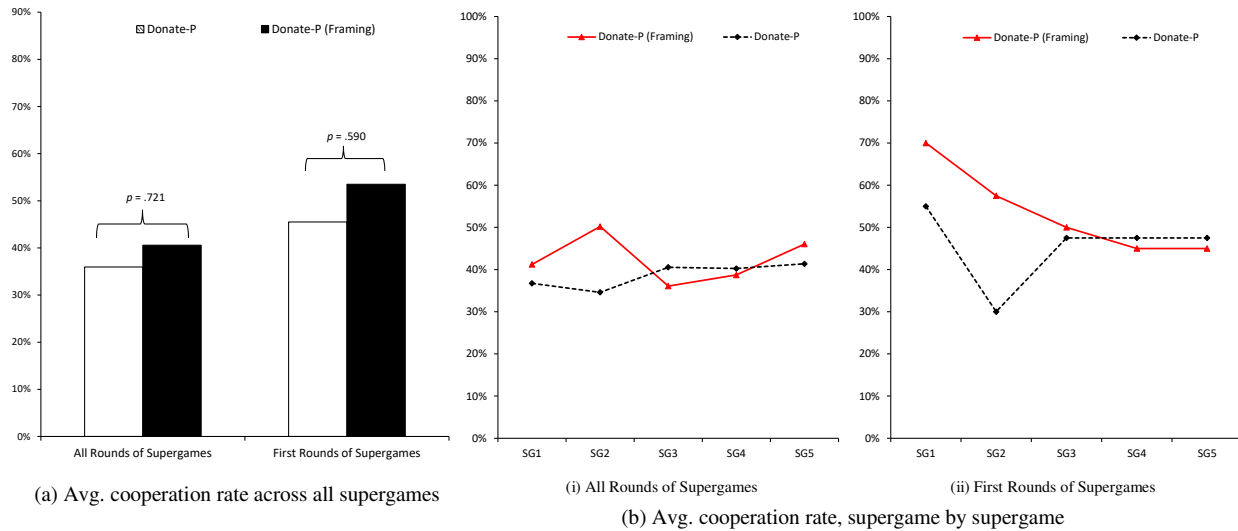 Donate-P
Donate-P (Framing)
90%
80%
70%
60%
50%
40%
30%
20%
10%
0%
p = .721
p = .590
All Rounds of Supergames
First Rounds of Supergames
(a) Avg. cooperation rate across all supergames
Donate-P (Framing)
Donate-P
100%
90%
80%
70%
60%
50%
40%
30%
20%
10%
0%
SG1
SG2
SG3
SG4
SG5
(i) All Rounds of Supergames
Donate-P (Framing)
Donate-P
100%
90%
80%
70%
60%
50%
40%
30%
20%
10%
0%
SG1
SG2
SG3
SG4
SG5
(ii) First Rounds of Supergames
(b) Avg. cooperation rate, supergame by supergame